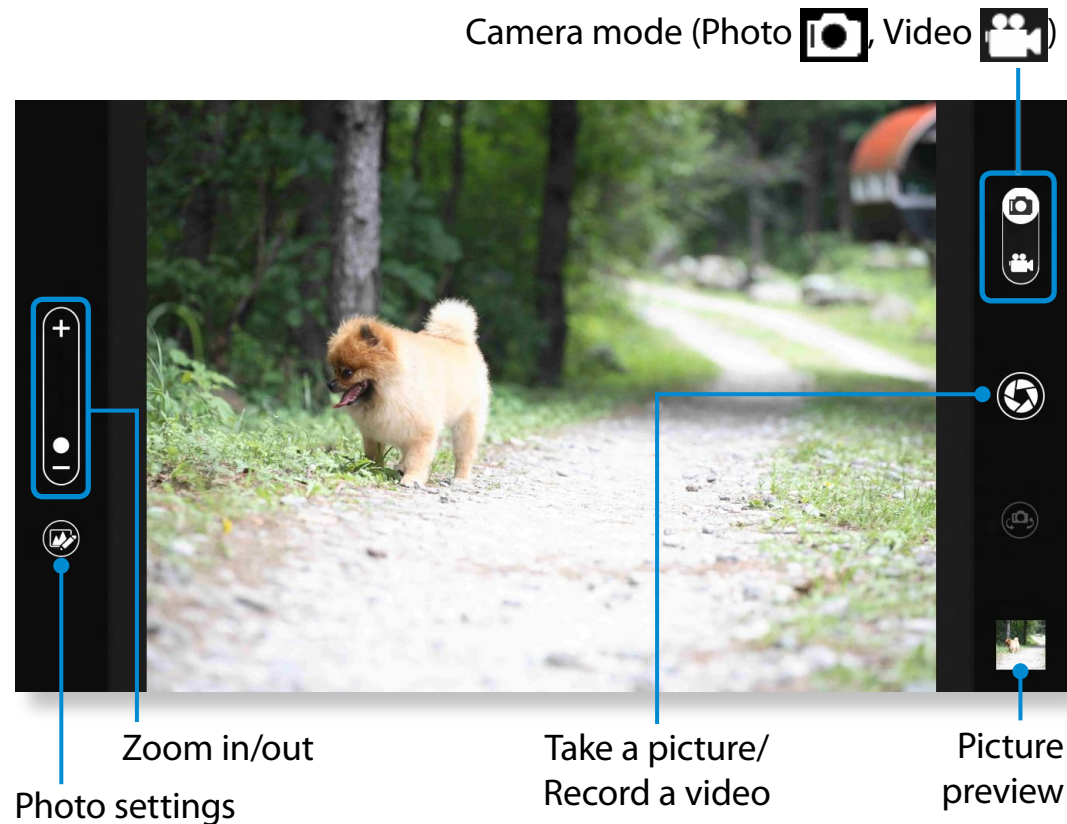 Camera mode (Photo , Video )
Zoom in/out
Photo settings
Take a picture/
Record a video
Picture
preview